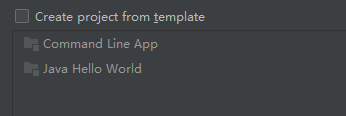 Create project from template
Command Line App
Java Hello World